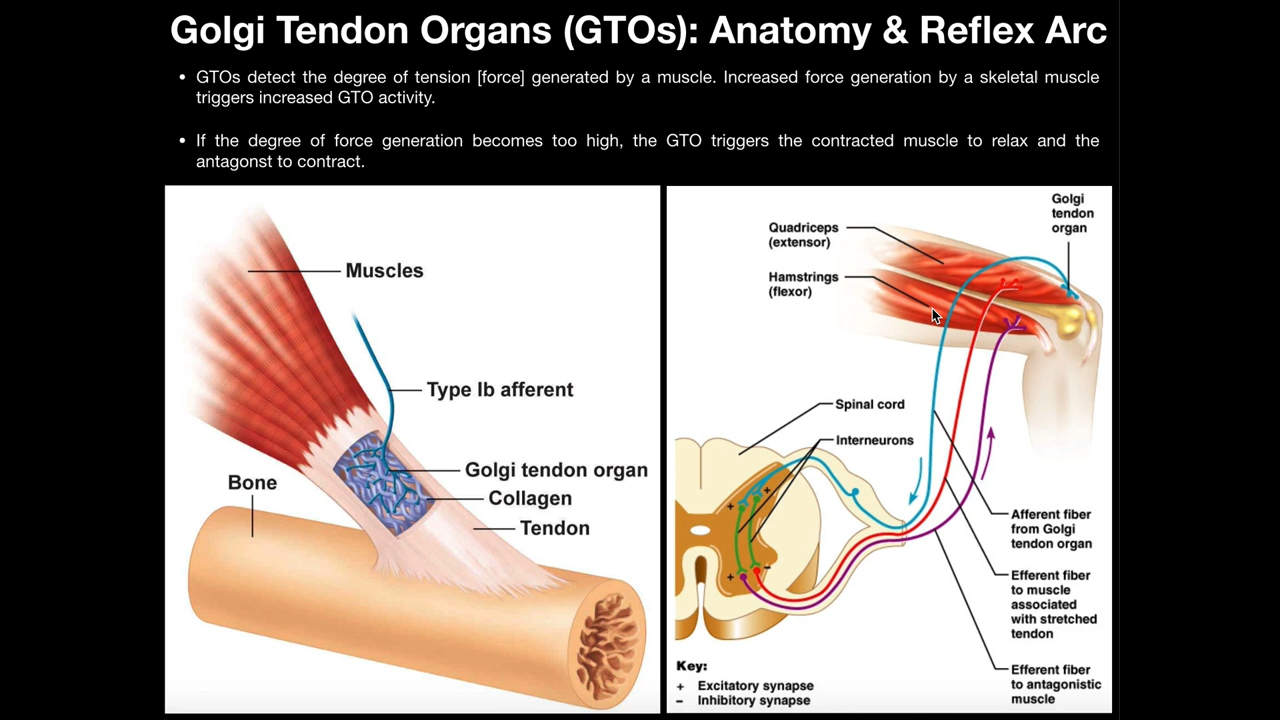 Golgi Tendon Organs (GTOs): Anatomy & Reflex Arc
• GTOs detect the degree of tension [force] generated by a muscle. Increased force generation by a skeletal muscle
triggers increased GTO activity.
• If the degree of force generation becomes too high, the GTO triggers the contracted muscle to relax and the
antagonst to contract.
Muscles
Type Ib afferent
Golgi tendon organ
Collagen
Tendon
Bone
Golgi
tendon
organ
Quadriceps
(extensor)
Hamstrings
(flexor)
Spinal cord
Interneurons
+
+
+
–
Afferent fiber
from Golgi
tendon organ
Efferent fiber
to muscle
associated
with stretched
tendon
Efferent fiber
to antagonistic
muscle
Key:
+ Excitatory synapse
– Inhibitory synapse